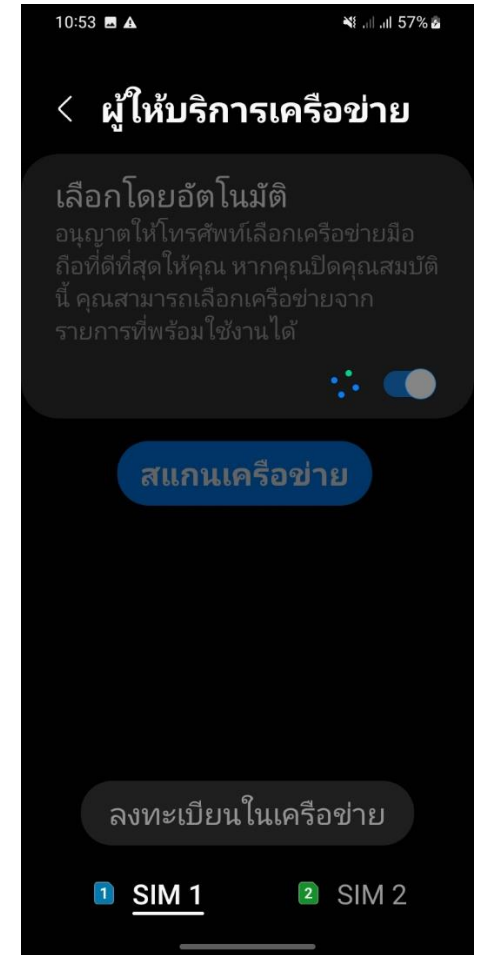 10:53 57%
ผู้ให้บริการเครือข่าย
เลือกโดยอัตโนมัติ
อนุญาตให้โทรศัพท์เลือกเครือข่ายมือ
ถือที่ดีที่สุดให้คุณ หากคุณปิดคุณสมบัติ
นี้ คุณสามารถเลือกเครือข่ายจาก
รายการที่พร้อมใช้งานได้
สแกนเครือข่าย
ลงทะเบียนในเครือข่าย
1 SIM 1 2 SIM 2